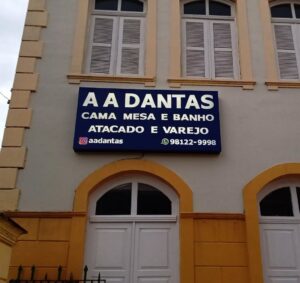 A A DANTAS
CAMA MESA E BANHO
ATACADO E VAREJO
aadantas 98122-9998